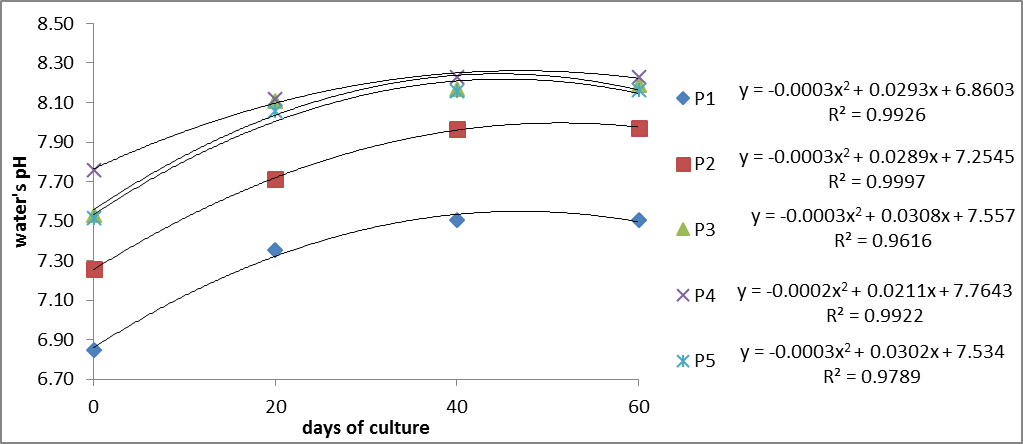 8.50
8.30
8.10
7.90
7.70
7.50
7.30
7.10
6.90
6.70
water's pH
0 20 40 60
days of culture
P1 y = -0.0003x² + 0.0293x + 6.8603
R² = 0.9926
P2 y = -0.0003x² + 0.0289x + 7.2545
R² = 0.9997
P3 y = -0.0003x² + 0.0308x + 7.557
R² = 0.9616
P4 y = -0.0002x² + 0.0211x + 7.7643
R² = 0.9922
P5 y = -0.0003x² + 0.0302x + 7.534
R² = 0.9789